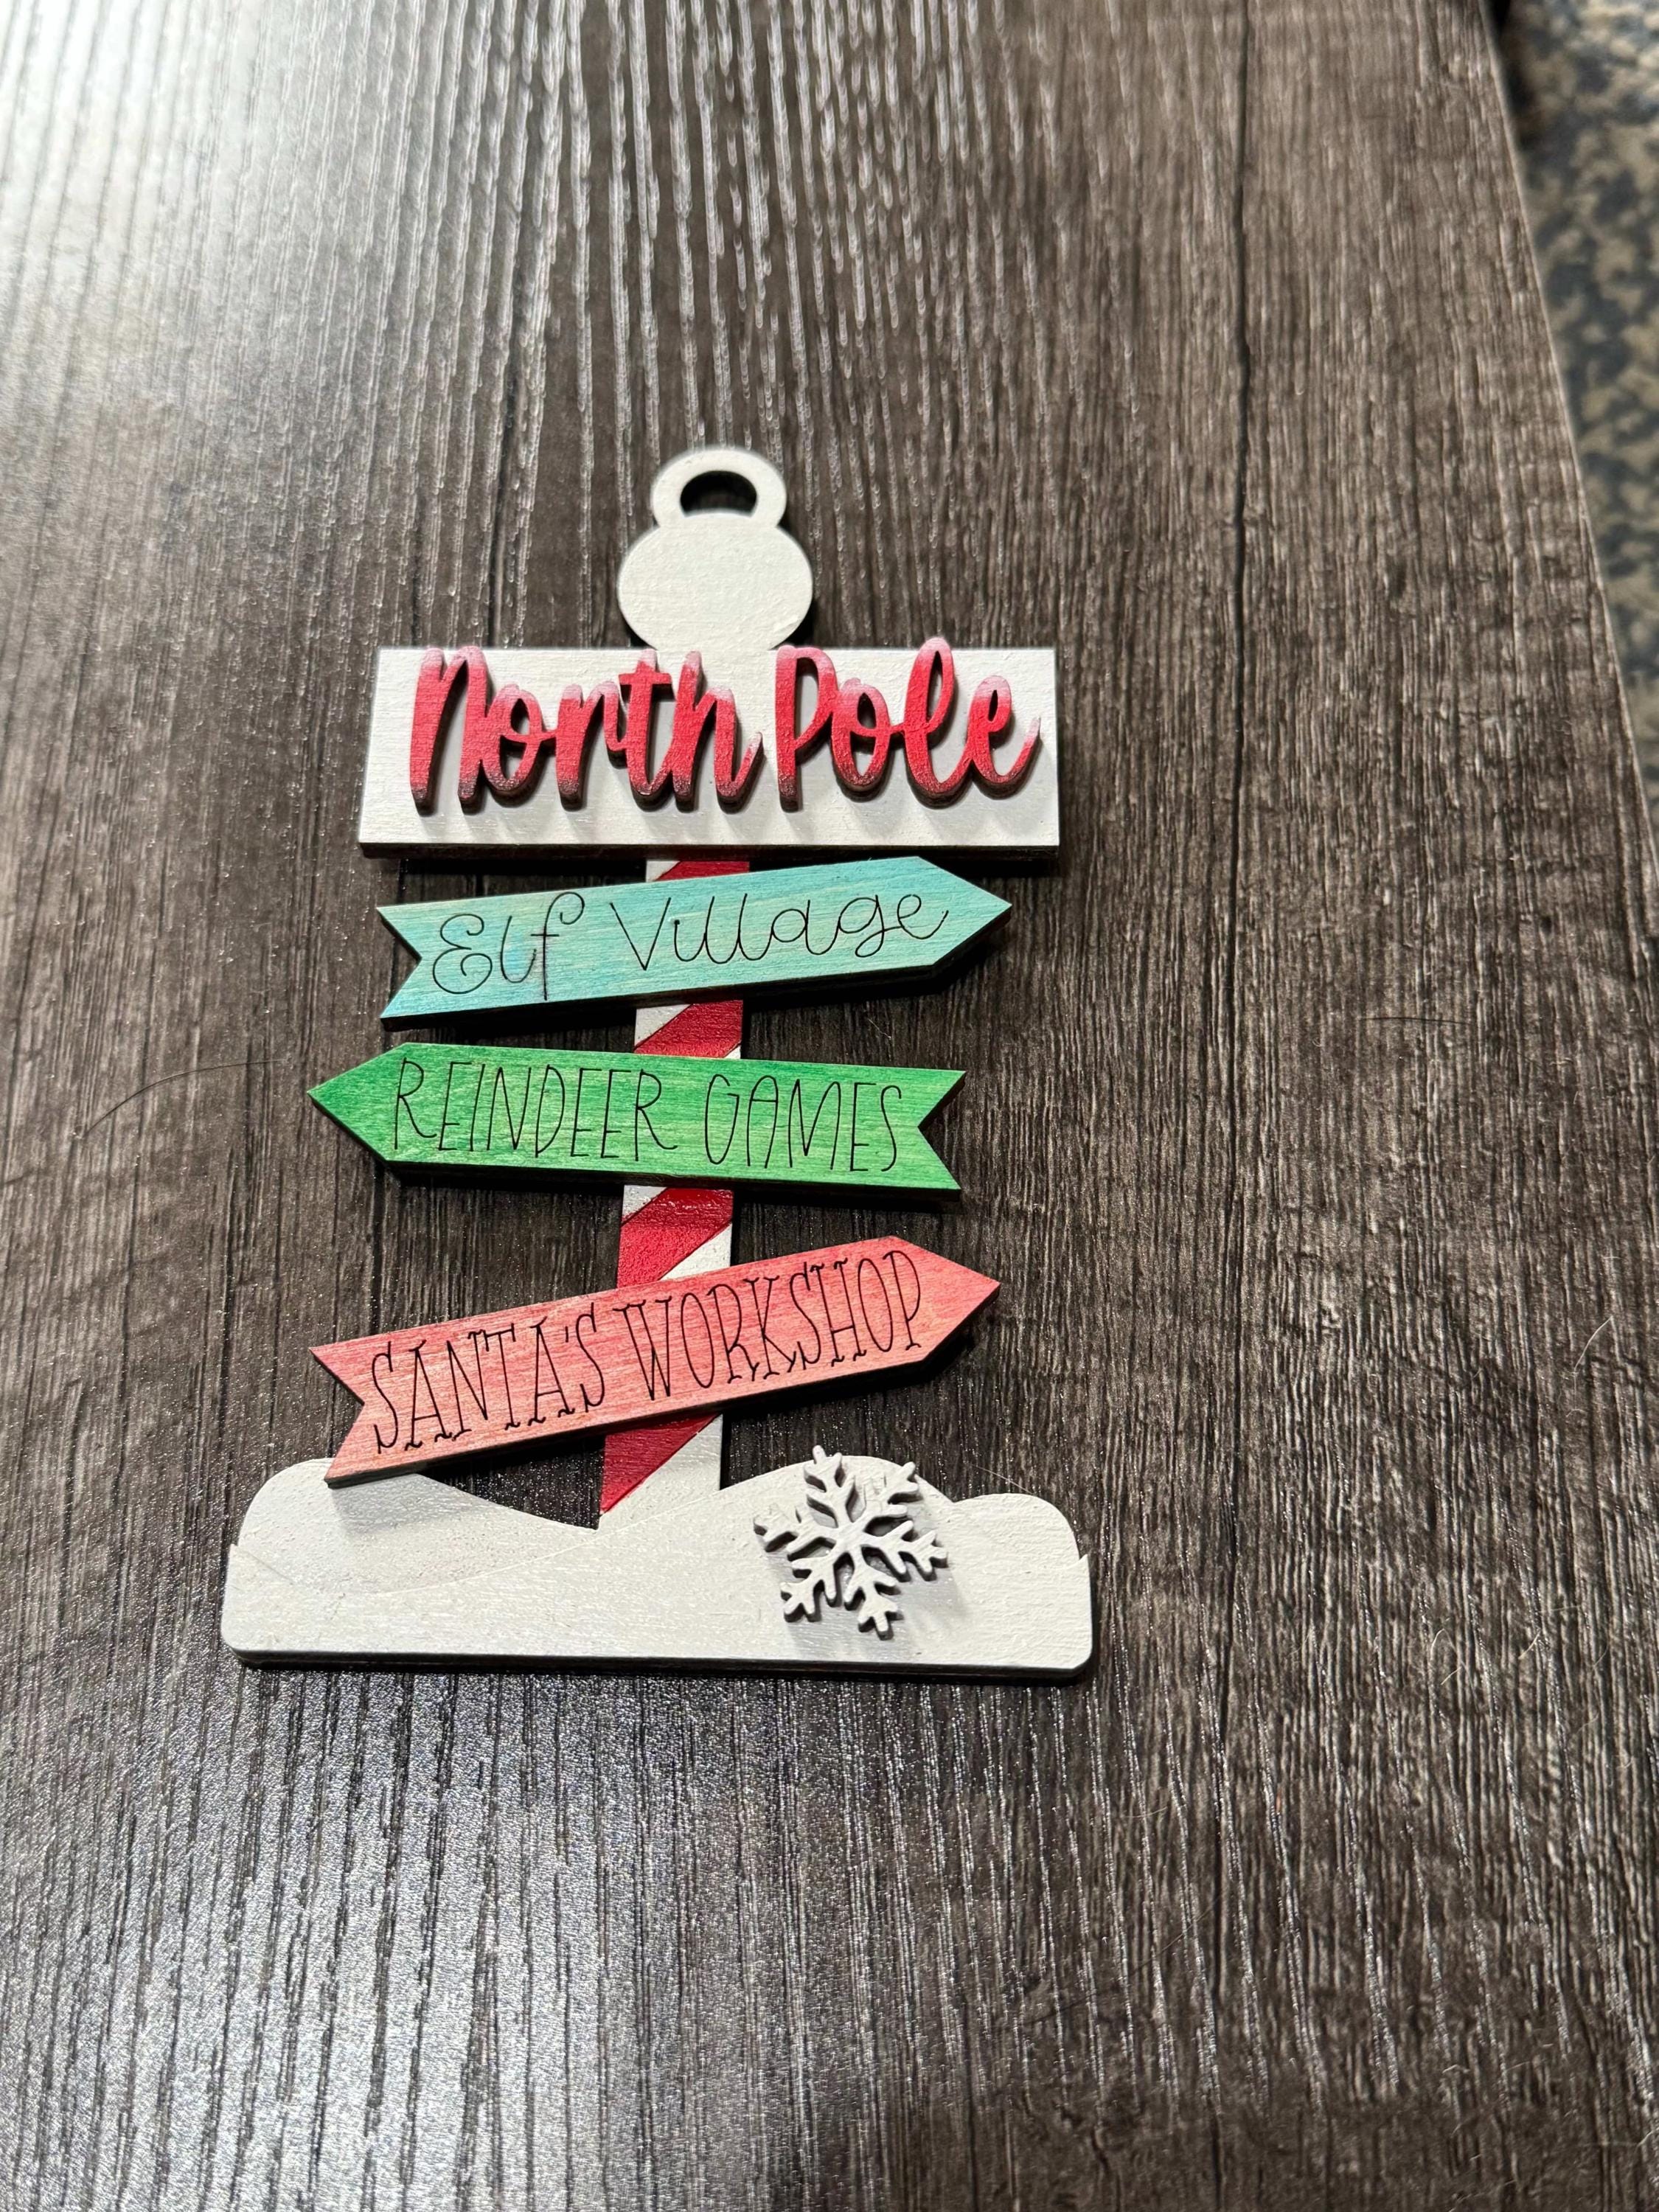 North Pole
Elf Village
REINDEER GAMES
SANTA'S WORKSHOP